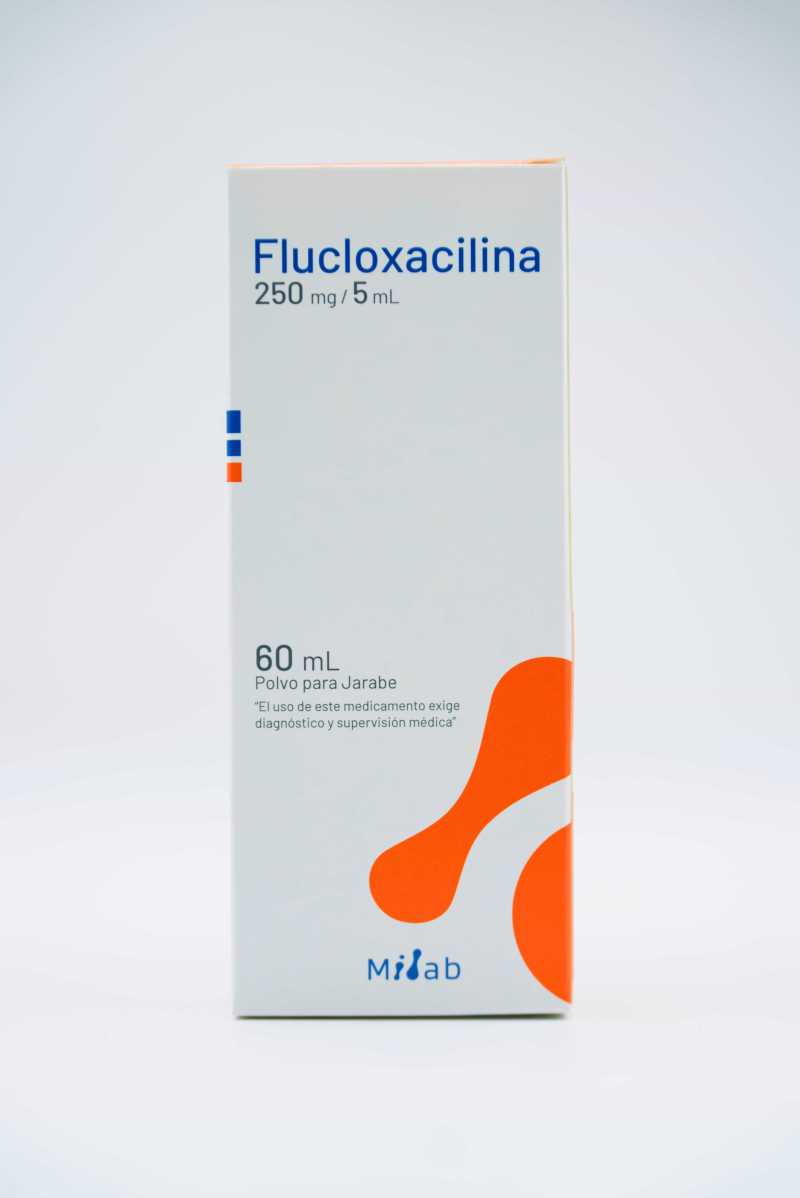 Flucloxacilina
250 mg / 5 mL
60 mL
Polvo para Jarabe
"El uso de este medicamento exige
diagnóstico y supervisión médica"
Milab